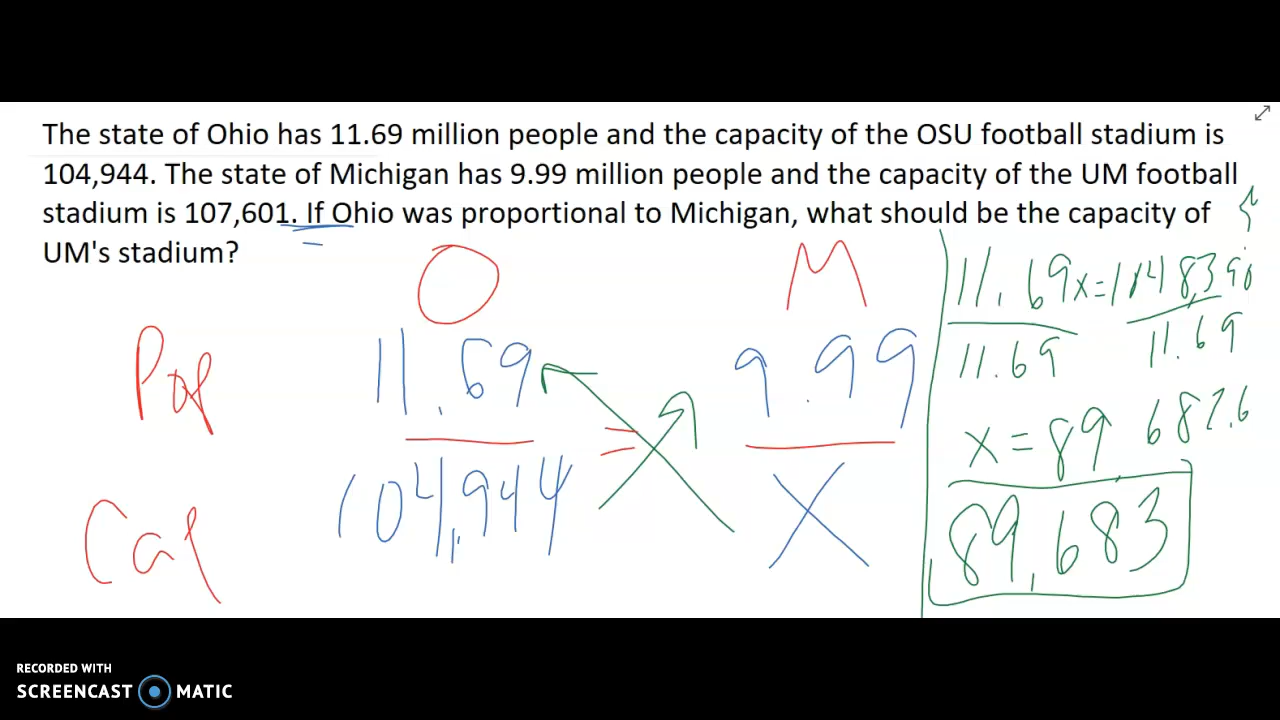 The state of Ohio has 11.69 million people and the capacity of the OSU football stadium is
104,944. The state of Michigan has 9.99 million people and the capacity of the UM football
stadium is 107,601. If Ohio was proportional to Michigan, what should be the capacity of
UM's stadium?
O M
Pop 11.69 = 9.99
Cap 104,944 X
11.69x =
11.69 11.69
x = 89,682.6
89,683
RECORDED WITH
SCREENCAST MATIC